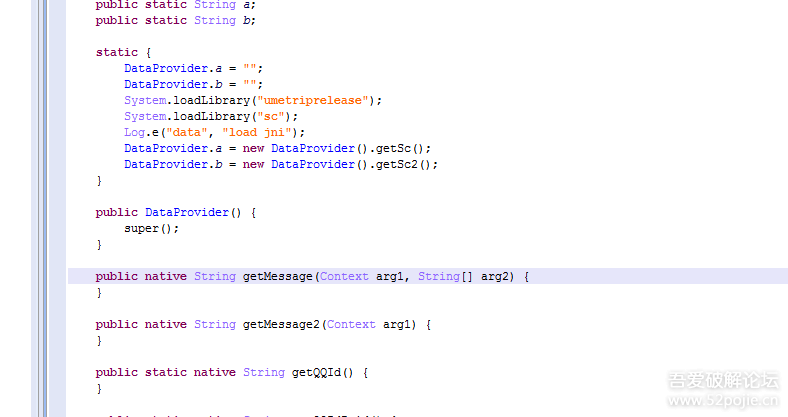 public static String a;
public static String b;
static {
DataProvider.a = "";
DataProvider.b = "";
System.loadLibrary("umetriprelease");
System.loadLibrary("sc");
Log.e("data", "load jni");
DataProvider.a = new DataProvider().getSc();
DataProvider.b = new DataProvider().getSc2();
}
public DataProvider() {
super();
}
public native String getMessage(Context arg1, String[] arg2) {
}
public native String getMessage2(Context arg1) {
}
public static native String getQQId() {
}
吾爱破解论坛
www.52pojie.cn